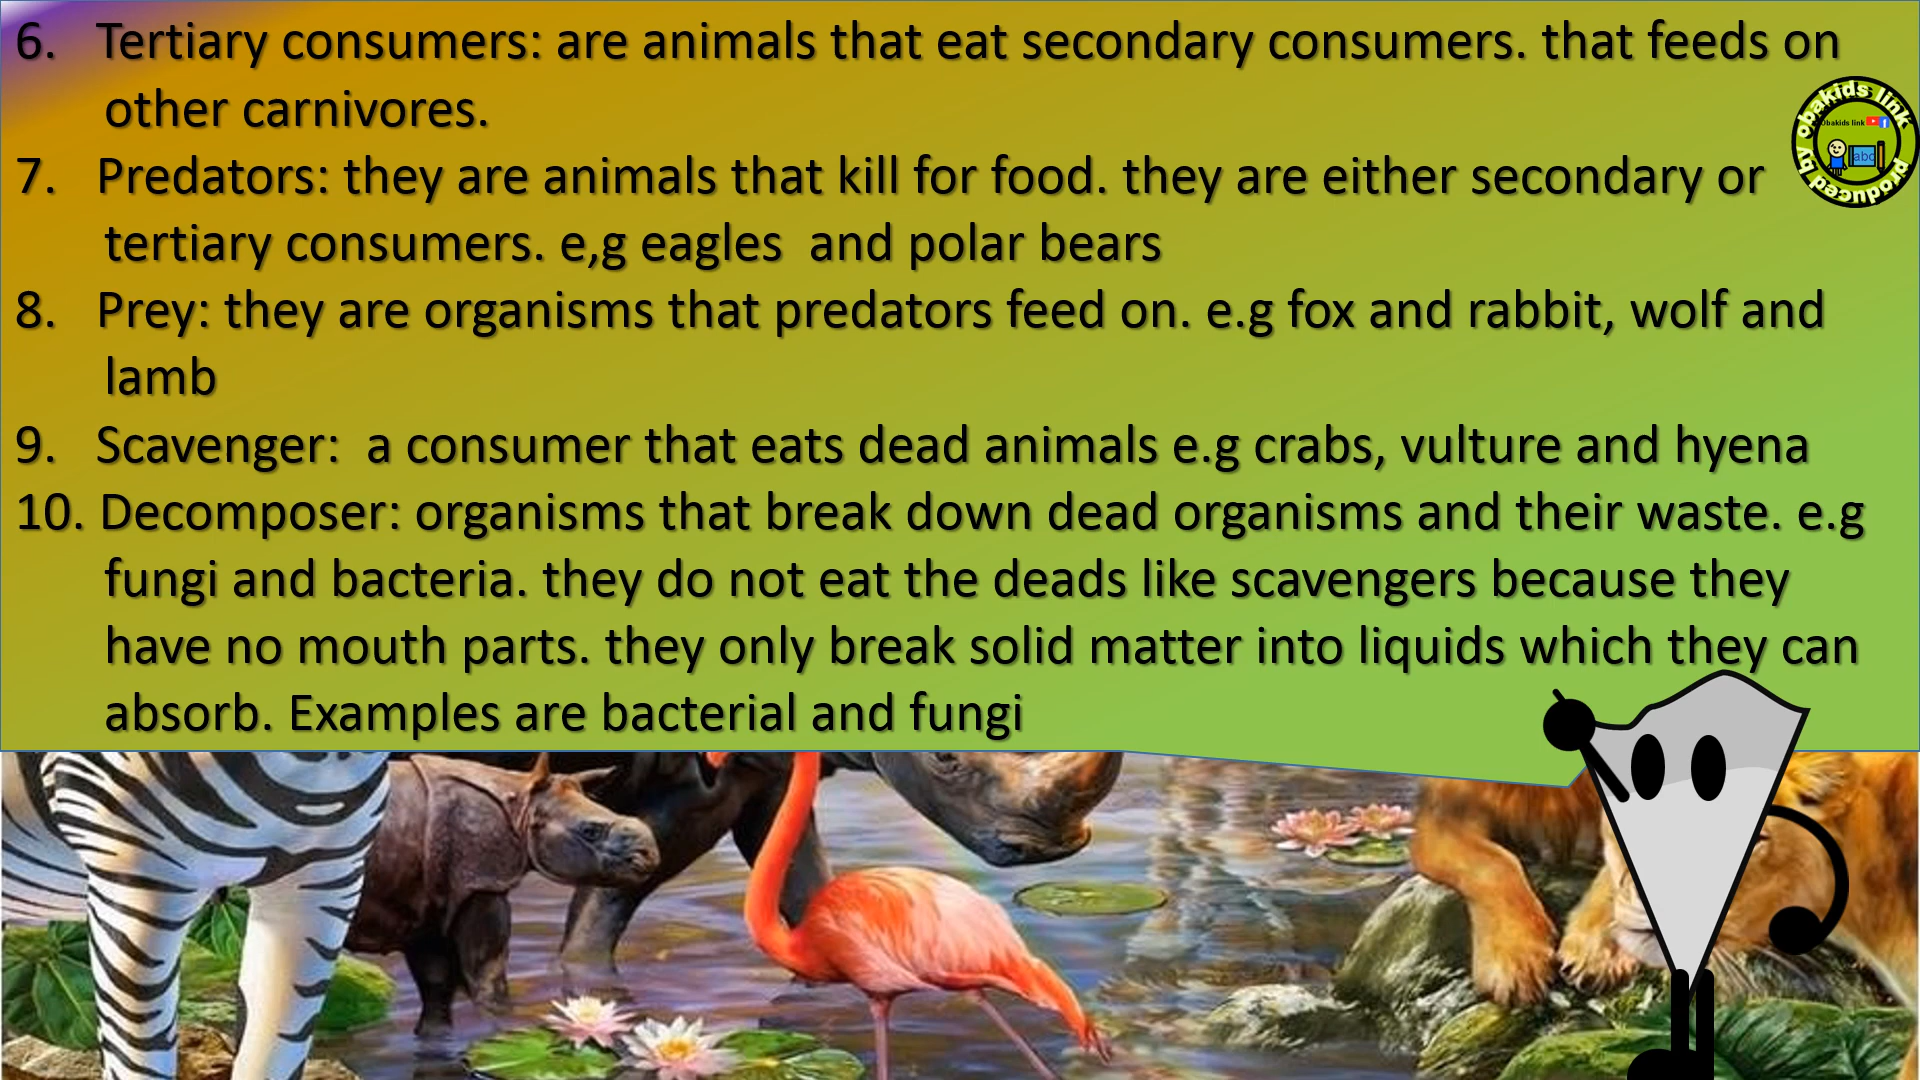 6. Tertiary consumers: are animals that eat secondary consumers. that feeds on
other carnivores.
7. Predators: they are animals that kill for food. they are either secondary or
tertiary consumers. e,g eagles and polar bears
8. Prey: they are organisms that predators feed on. e.g fox and rabbit, wolf and
lamb
9. Scavenger: a consumer that eats dead animals e.g crabs, vulture and hyena
10. Decomposer: organisms that break down dead organisms and their waste. e.g
fungi and bacteria. they do not eat the deads like scavengers because they
have no mouth parts. they only break solid matter into liquids which they can
absorb. Examples are bacterial and fungi
produced by obakids link
Obakids link
abc